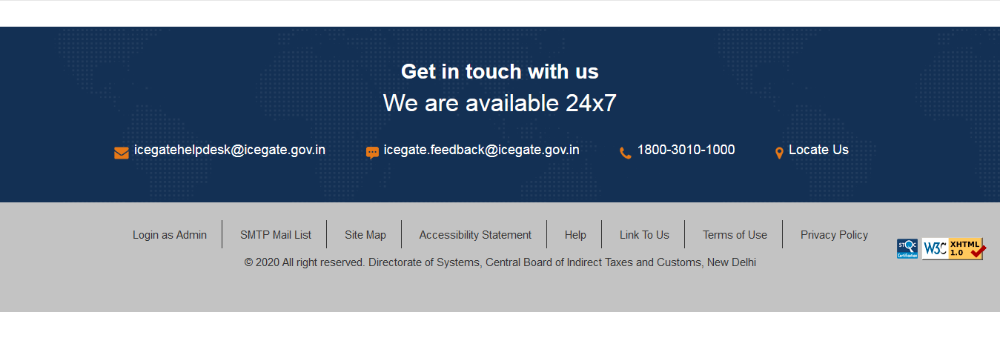 Get in touch with us
We are available 24x7
icegatehelpdesk@icegate.gov.in icegate.feedback@icegate.gov.in 1800-3010-1000 Locate Us
Login as Admin SMTP Mail List Site Map Accessibility Statement Help Link To Us Terms of Use Privacy Policy
STQC Certification W3C XHTML 1.0
© 2020 All right reserved. Directorate of Systems, Central Board of Indirect Taxes and Customs, New Delhi